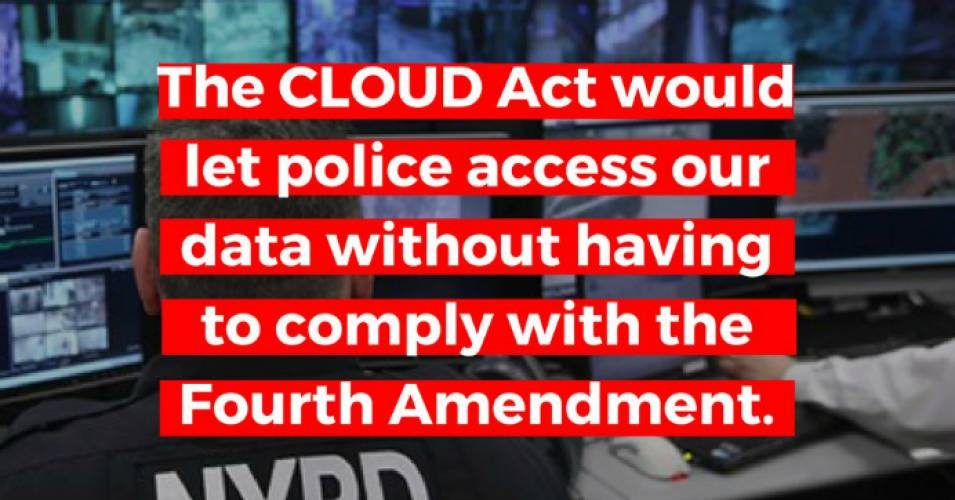 The CLOUD Act would
let police access our
data without having
to comply with the
Fourth Amendment.
NYPD